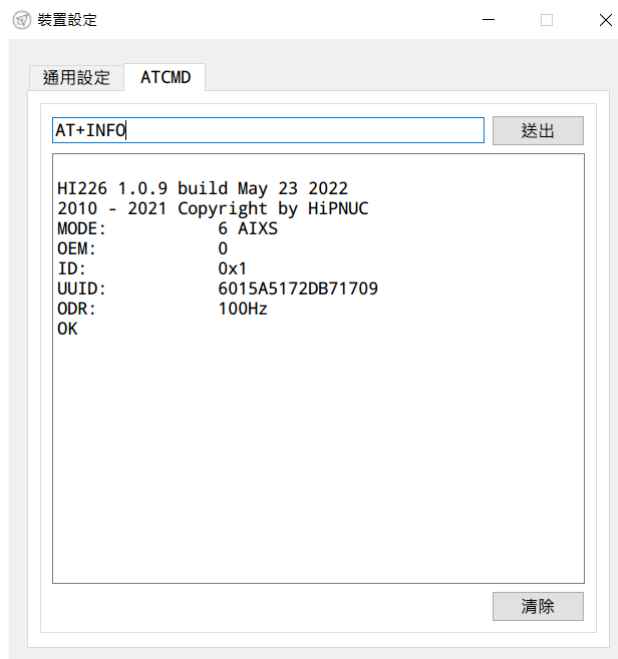 裝置設定
通用設定 ATCMD
AT+INFO 送出
HI226 1.0.9 build May 23 2022
2010 - 2021 Copyright by HiPNUC
MODE: 6 AIXS
OEM: 0
ID: 0x1
UUID: 6015A5172DB71709
ODR: 100Hz
OK
清除